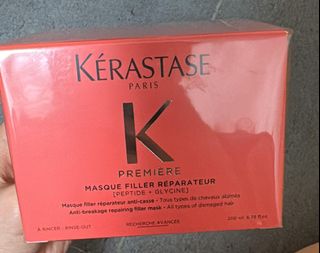 KÉRASTASE
PARIS
K
PREMIÈRE
MASQUE FILLER RÉPARATEUR
[PEPTIDE + GLYCINE]
Masque filler réparateur anti-casse - Tous types de cheveux abîmés
Anti-breakage repairing filler mask - All types of damaged hair
À RINCER - RINSE-OUT
RECHERCHE AVANCÉE
200 ml 6.76 fl.oz.